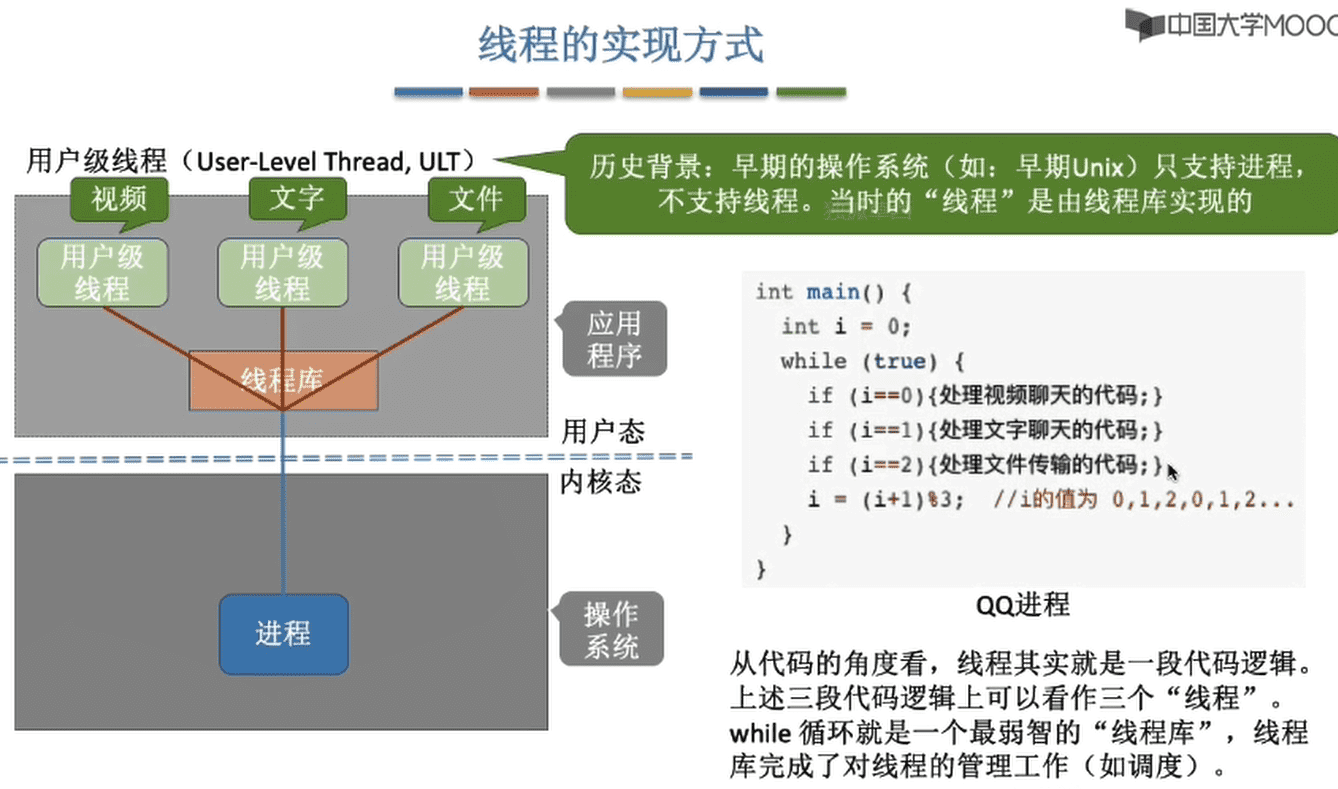 中国大学MOOC
线程的实现方式
用户级线程（User-Level Thread, ULT）
历史背景：早期的操作系统（如：早期Unix）只支持进程，
不支持线程。当时的“线程”是由线程库实现的
视频
文字
文件
用户级
线程
用户级
线程
用户级
线程
线程库
应用
程序
用户态
内核态
进程
操作
系统
int main() {
int i = 0;
while (true) {
if (i==0){处理视频聊天的代码;}
if (i==1){处理文字聊天的代码;}
if (i==2){处理文件传输的代码;}
i = (i+1)%3; //i的值为 0,1,2,0,1,2...
}
}
QQ进程
从代码的角度看，线程其实就是一段代码逻辑。
上述三段代码逻辑上可以看作三个“线程”。
while 循环就是一个最弱智的“线程库”，线程
库完成了对线程的管理工作（如调度）。